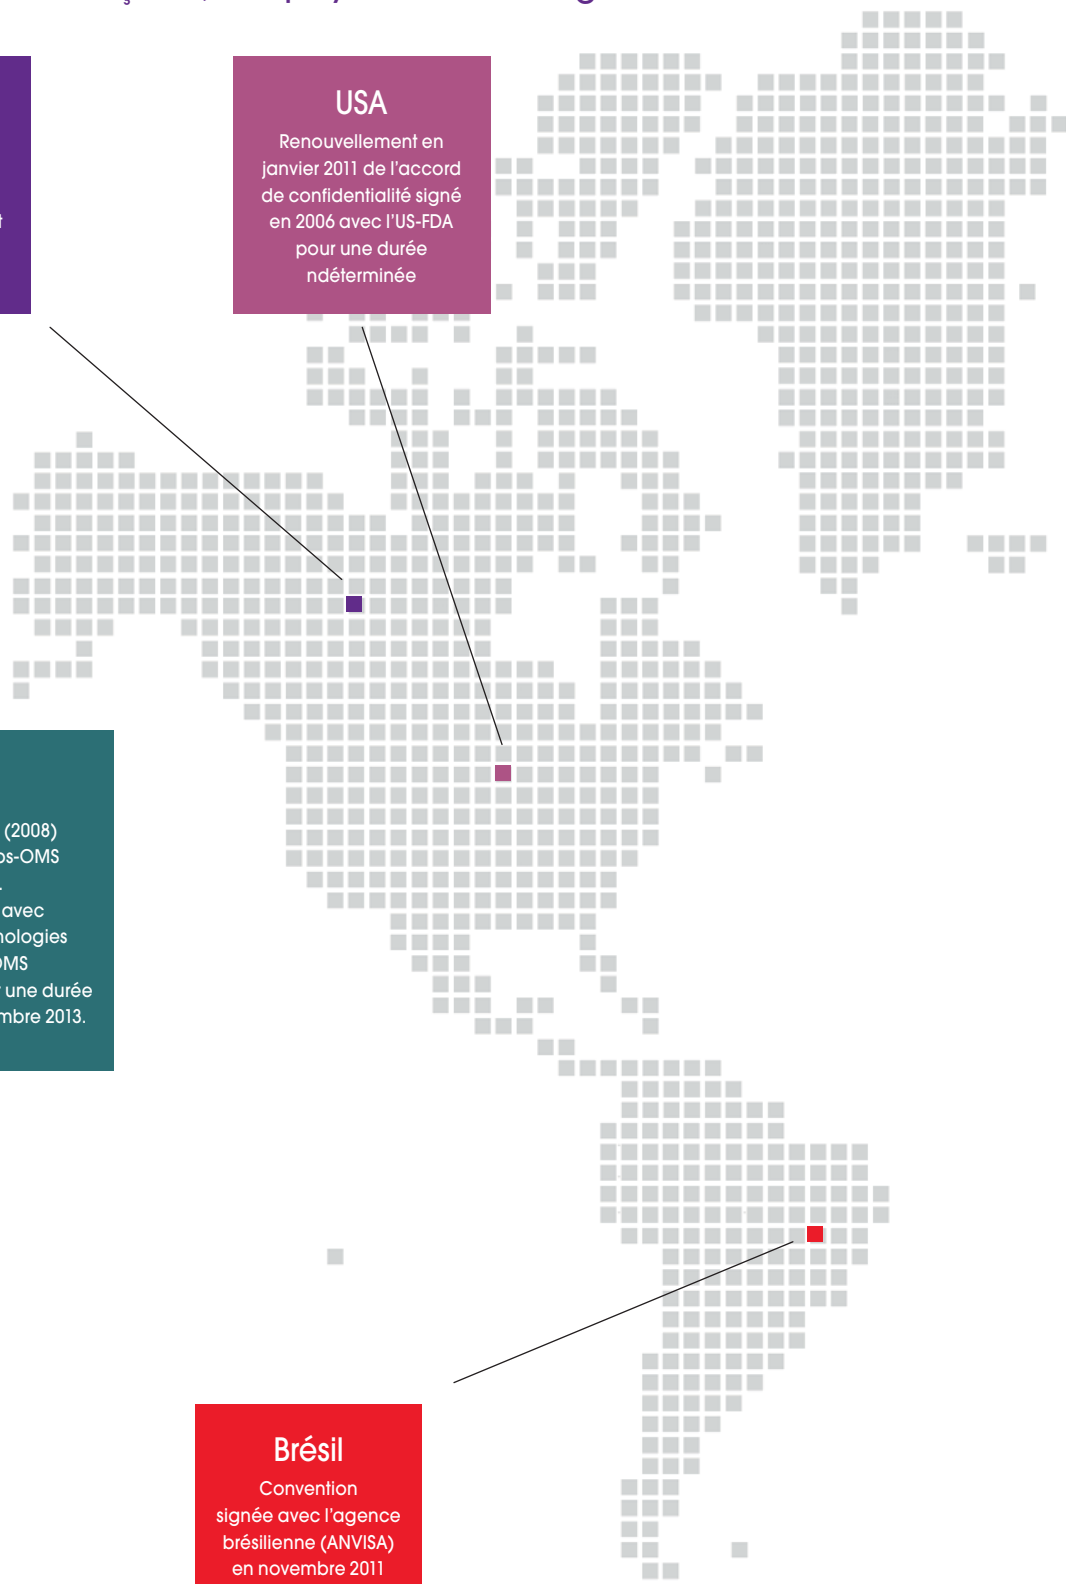 USA
Renouvellement en
janvier 2011 de l'accord
de confidentialité signé
en 2006 avec l'US-FDA
pour une durée
ndéterminée
(2008)
os-OMS
avec
nologies
OMS
une durée
mbre 2013.
Brésil
Convention
signée avec l'agence
brésilienne (ANVISA)
en novembre 2011